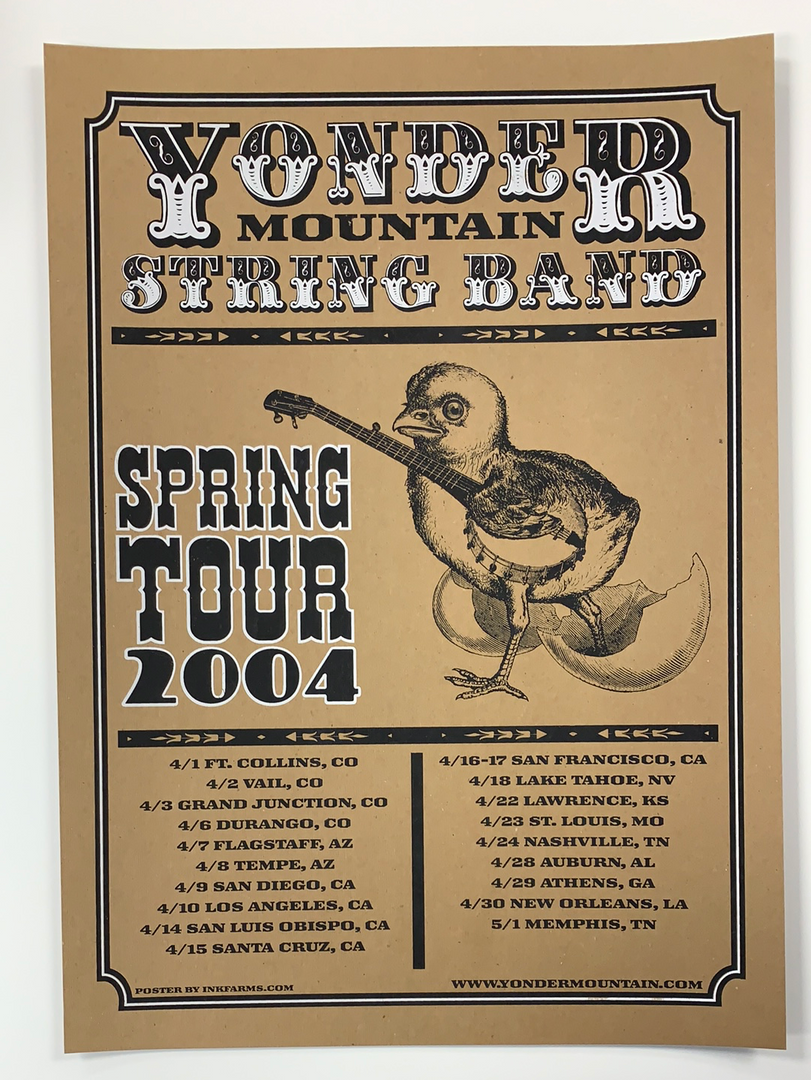 YONDER
MOUNTAIN
STRING BAND
SPRING
TOUR
2004
4/1 FT. COLLINS, CO
4/2 VAIL, CO
4/3 GRAND JUNCTION, CO
4/6 DURANGO, CO
4/7 FLAGSTAFF, AZ
4/8 TEMPE, AZ
4/9 SAN DIEGO, CA
4/10 LOS ANGELES, CA
4/14 SAN LUIS OBISPO, CA
4/15 SANTA CRUZ, CA
4/16-17 SAN FRANCISCO, CA
4/18 LAKE TAHOE, NV
4/22 LAWRENCE, KS
4/23 ST. LOUIS, MO
4/24 NASHVILLE, TN
4/28 AUBURN, AL
4/29 ATHENS, GA
4/30 NEW ORLEANS, LA
5/1 MEMPHIS, TN
POSTER BY INKFARMS.COM
WWW.YONDERMOUNTAIN.COM